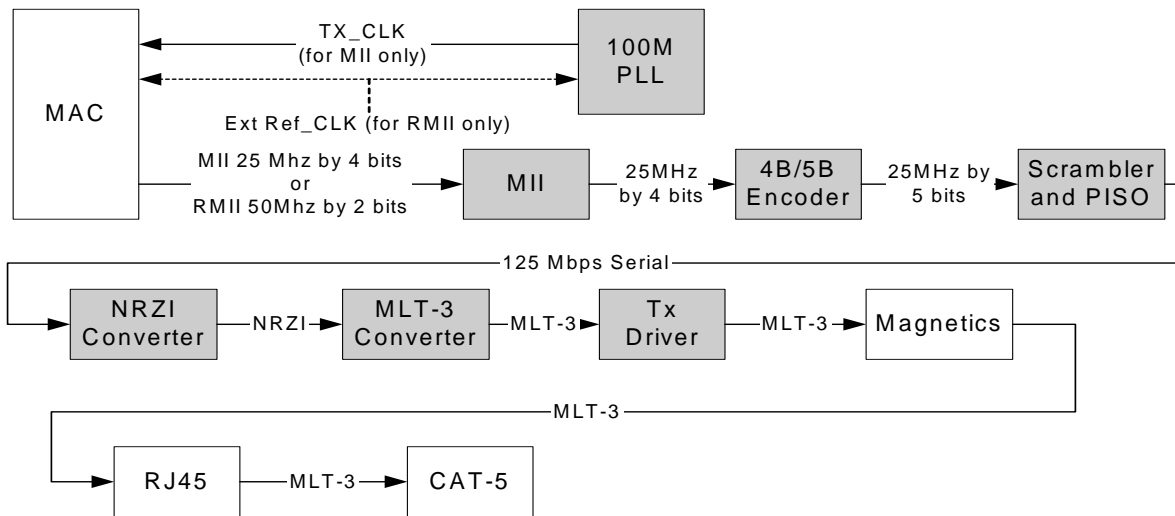 TX_CLK
(for MII only)
100M
PLL
MAC
Ext Ref_CLK (for RMII only)
MII 25 Mhz by 4 bits
or
RMII 50Mhz by 2 bits
MII
25MHz
by 4 bits
4B/5B
Encoder
25MHz by
5 bits
Scrambler
and PISO
125 Mbps Serial
NRZI
Converter
NRZI
MLT-3
Converter
MLT-3
Tx
Driver
MLT-3
Magnetics
MLT-3
RJ45
MLT-3
CAT-5